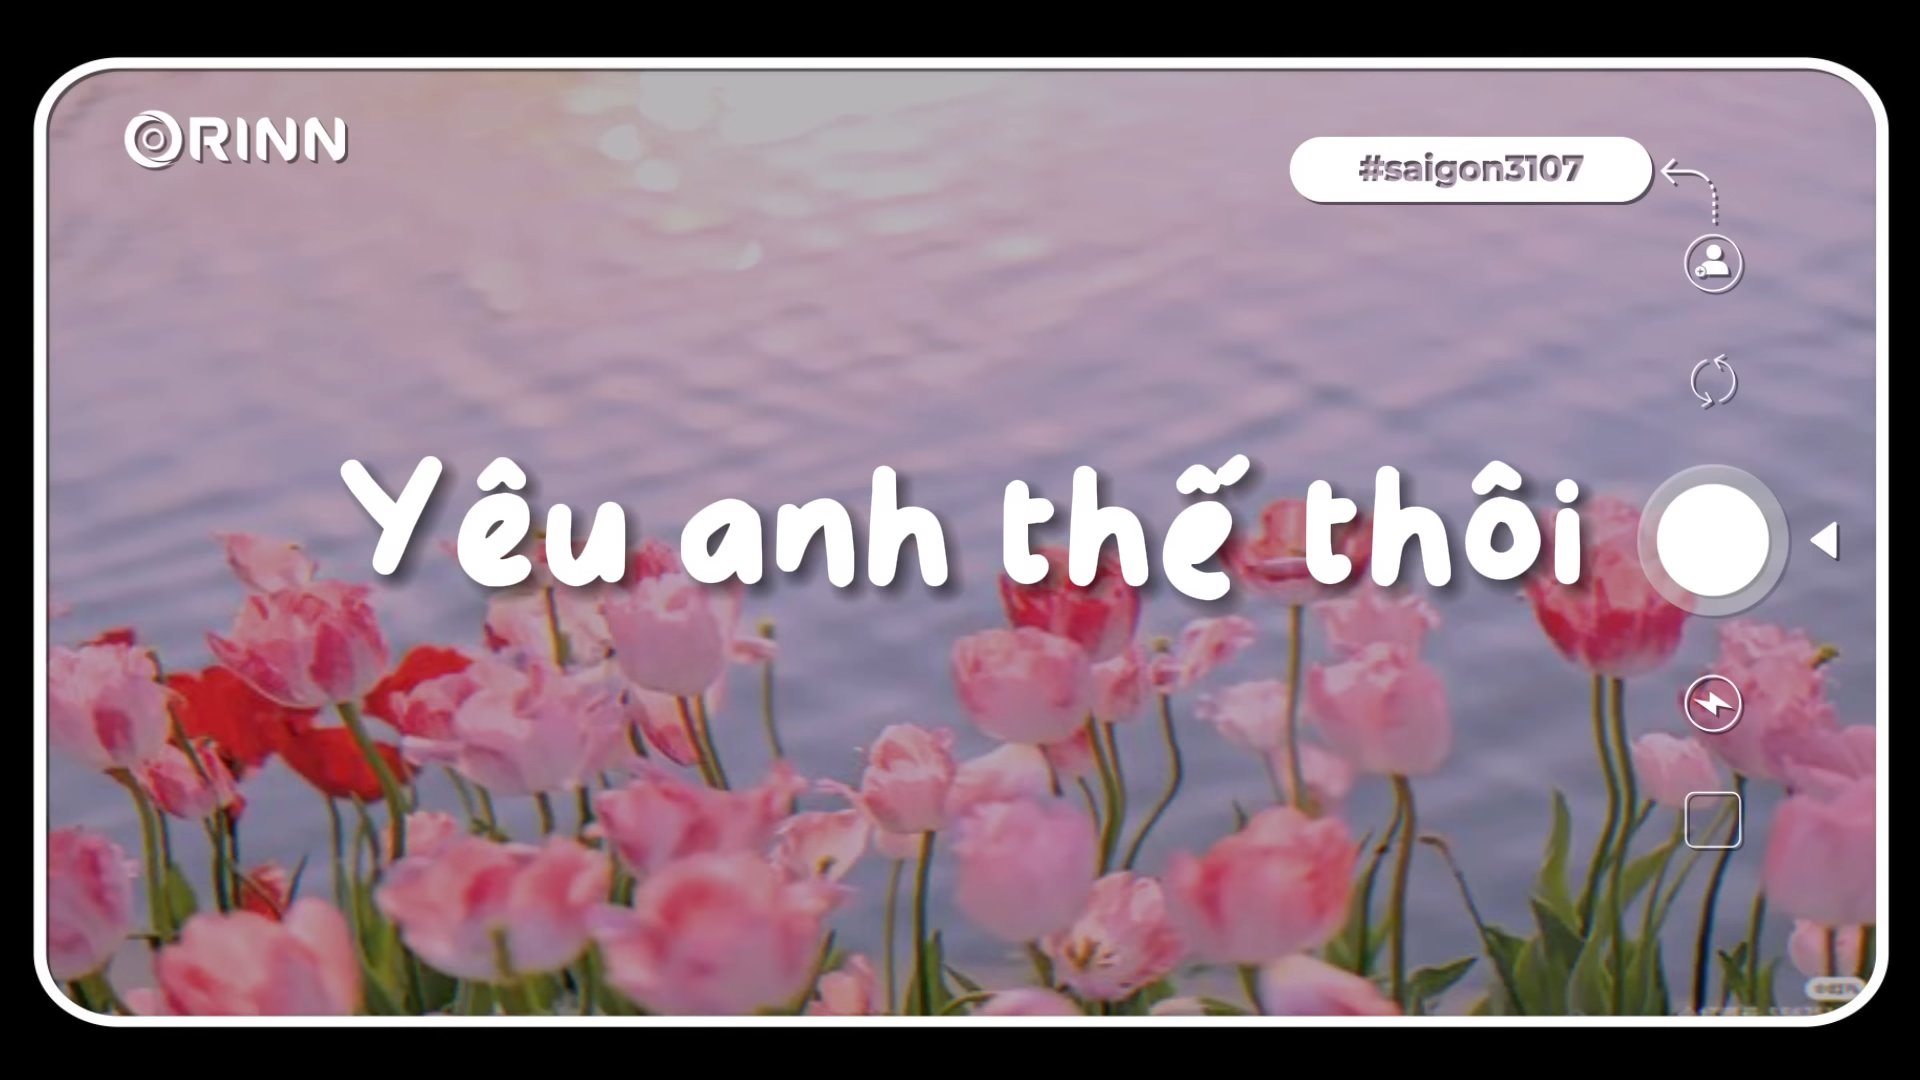 ORINN
#saigon3107
Yêu anh thế thôi